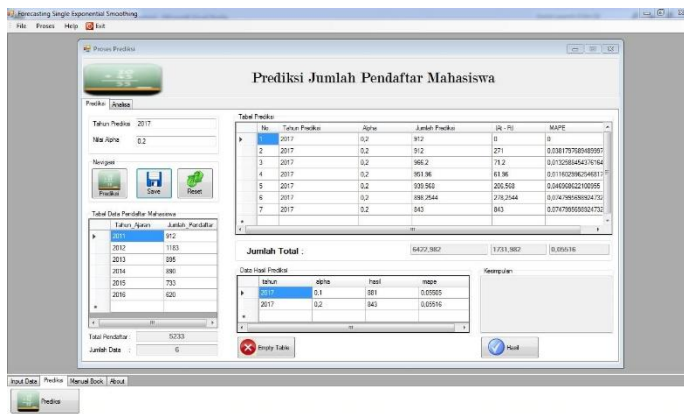 Forecasting Single Exponential Smoothing
File Proses Help Exit
Proses Prediksi
Prediksi Jumlah Pendaftar Mahasiswa
Prediksi Analisa
Tahun Prediksi 2017
Nilai Alpha 0.2
Navigasi
Prediksi Save Reset
Tabel Data Pendaftar Mahasiswa
Tahun_Ajaran Jumlah_Pendaftar
2011 912
2012 1183
2013 895
2014 890
2015 733
2016 620
Total Pendaftar : 5233
Jumlah Data : 6
Tabel Prediksi
No Tahun Prediksi Alpha Jumlah Prediksi |At - Ft| MAPE
1 2017 0,2 912 0 0
2 2017 0,2 912 271
3 2017 0,2 966.2 71.2
4 2017 0,2 951,96 61,96
5 2017 0,2 939,568 206,568
6 2017 0,2 898,2544 278,2544
7 2017 0,2 843 843
Jumlah Total : 6422,982 1731,982 0,05516
Data Hasil Prediksi
tahun alpha hasil mape
2017 0.1 881 0.05585
2017 0,2 843 0,05516
Kesimpulan
Empty Table
Hasil
Input Data Prediksi Manual Book About
Prediksi